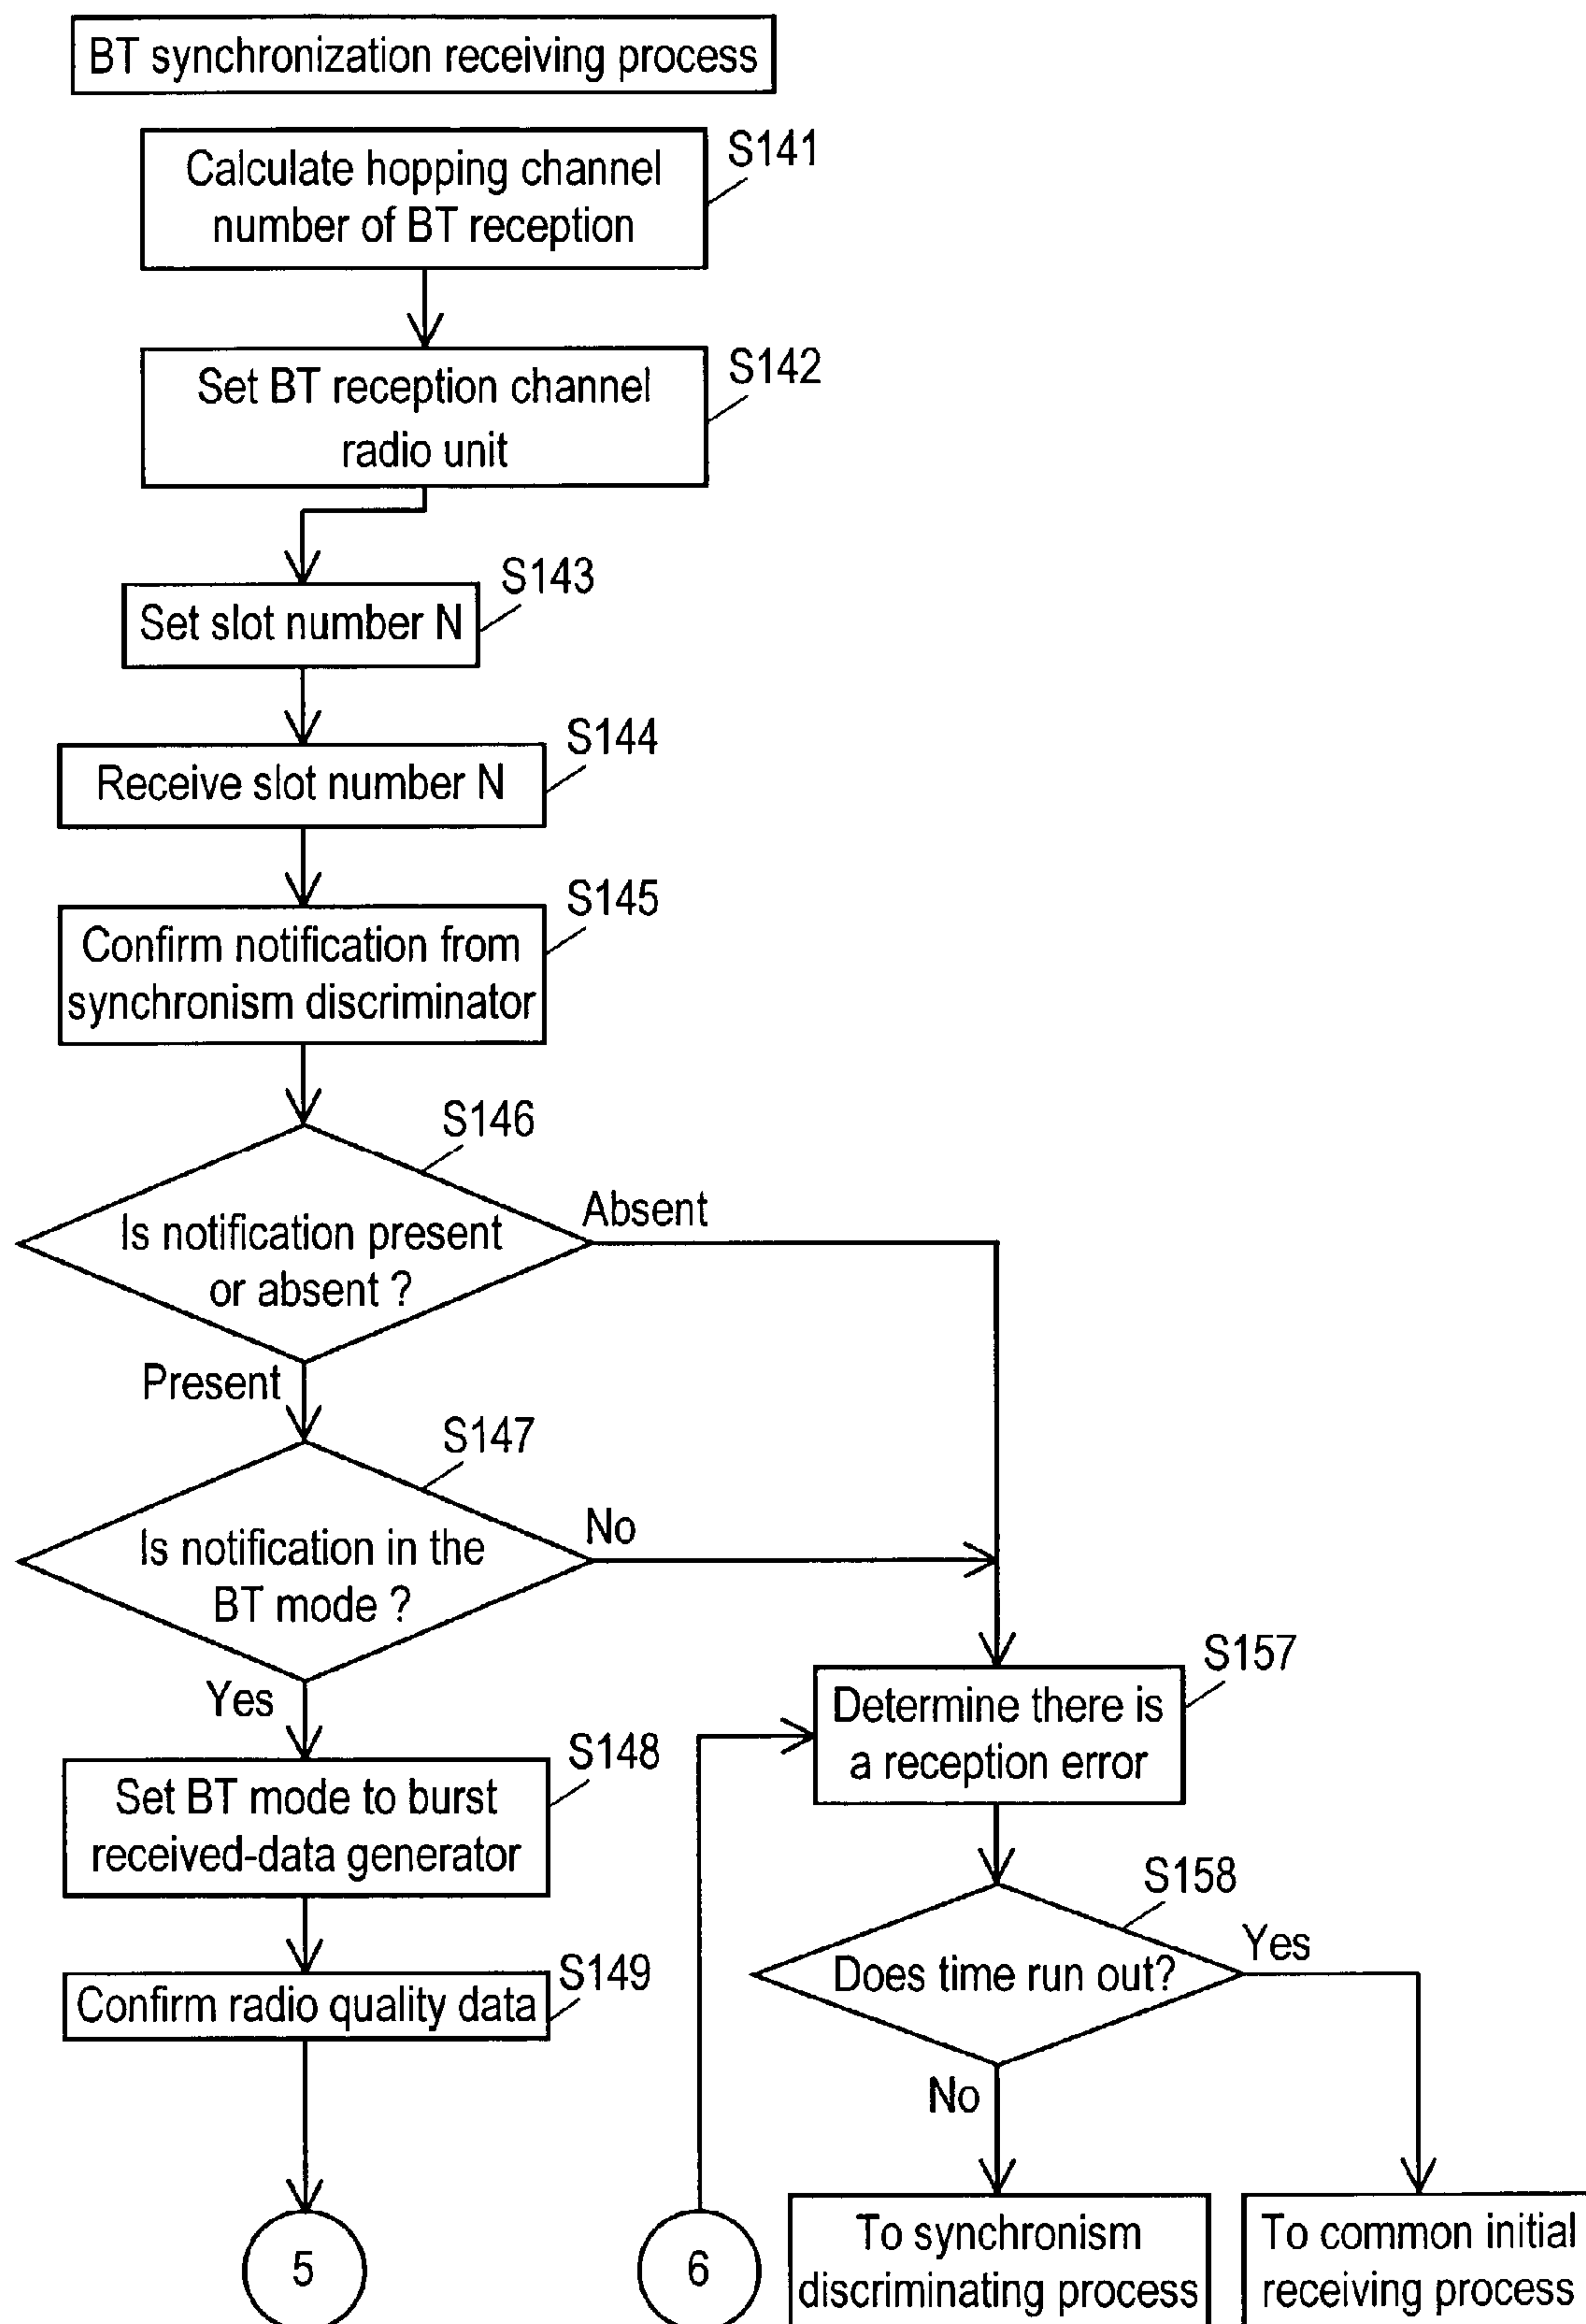 BT synchronization receiving process
S141
Calculate hopping channel
number of BT reception
S142
Set BT reception channel
radio unit
S143
Set slot number N
S144
Receive slot number N
S145
Confirm notification from
synchronism discriminator
S146
Is notification present
or absent ?
Absent
Present
S147
Is notification in the
BT mode ?
No
Yes
S148
Set BT mode to burst
received-data generator
S149
Confirm radio quality data
5
S157
Determine there is
a reception error
S158
Does time run out?
Yes
No
6
To synchronism
discriminating process
To common initial
receiving process